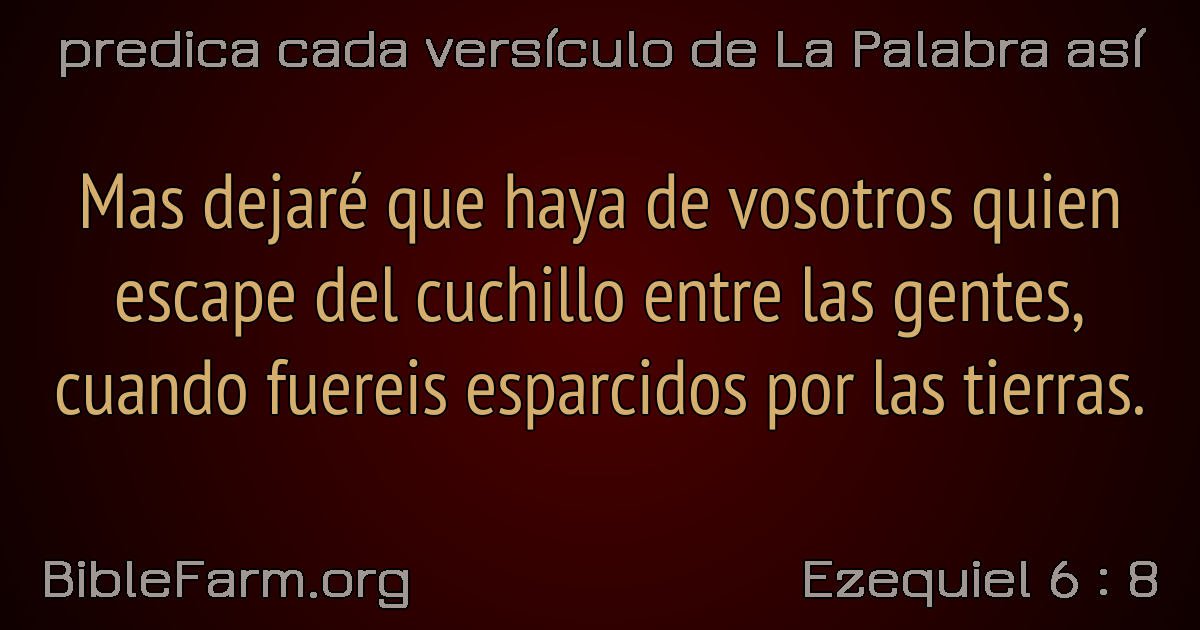 predica cada versículo de La Palabra así
Mas dejaré que haya de vosotros quien
escape del cuchillo entre las gentes,
cuando fuereis esparcidos por las tierras.
BibleFarm.org
Ezequiel 6 : 8